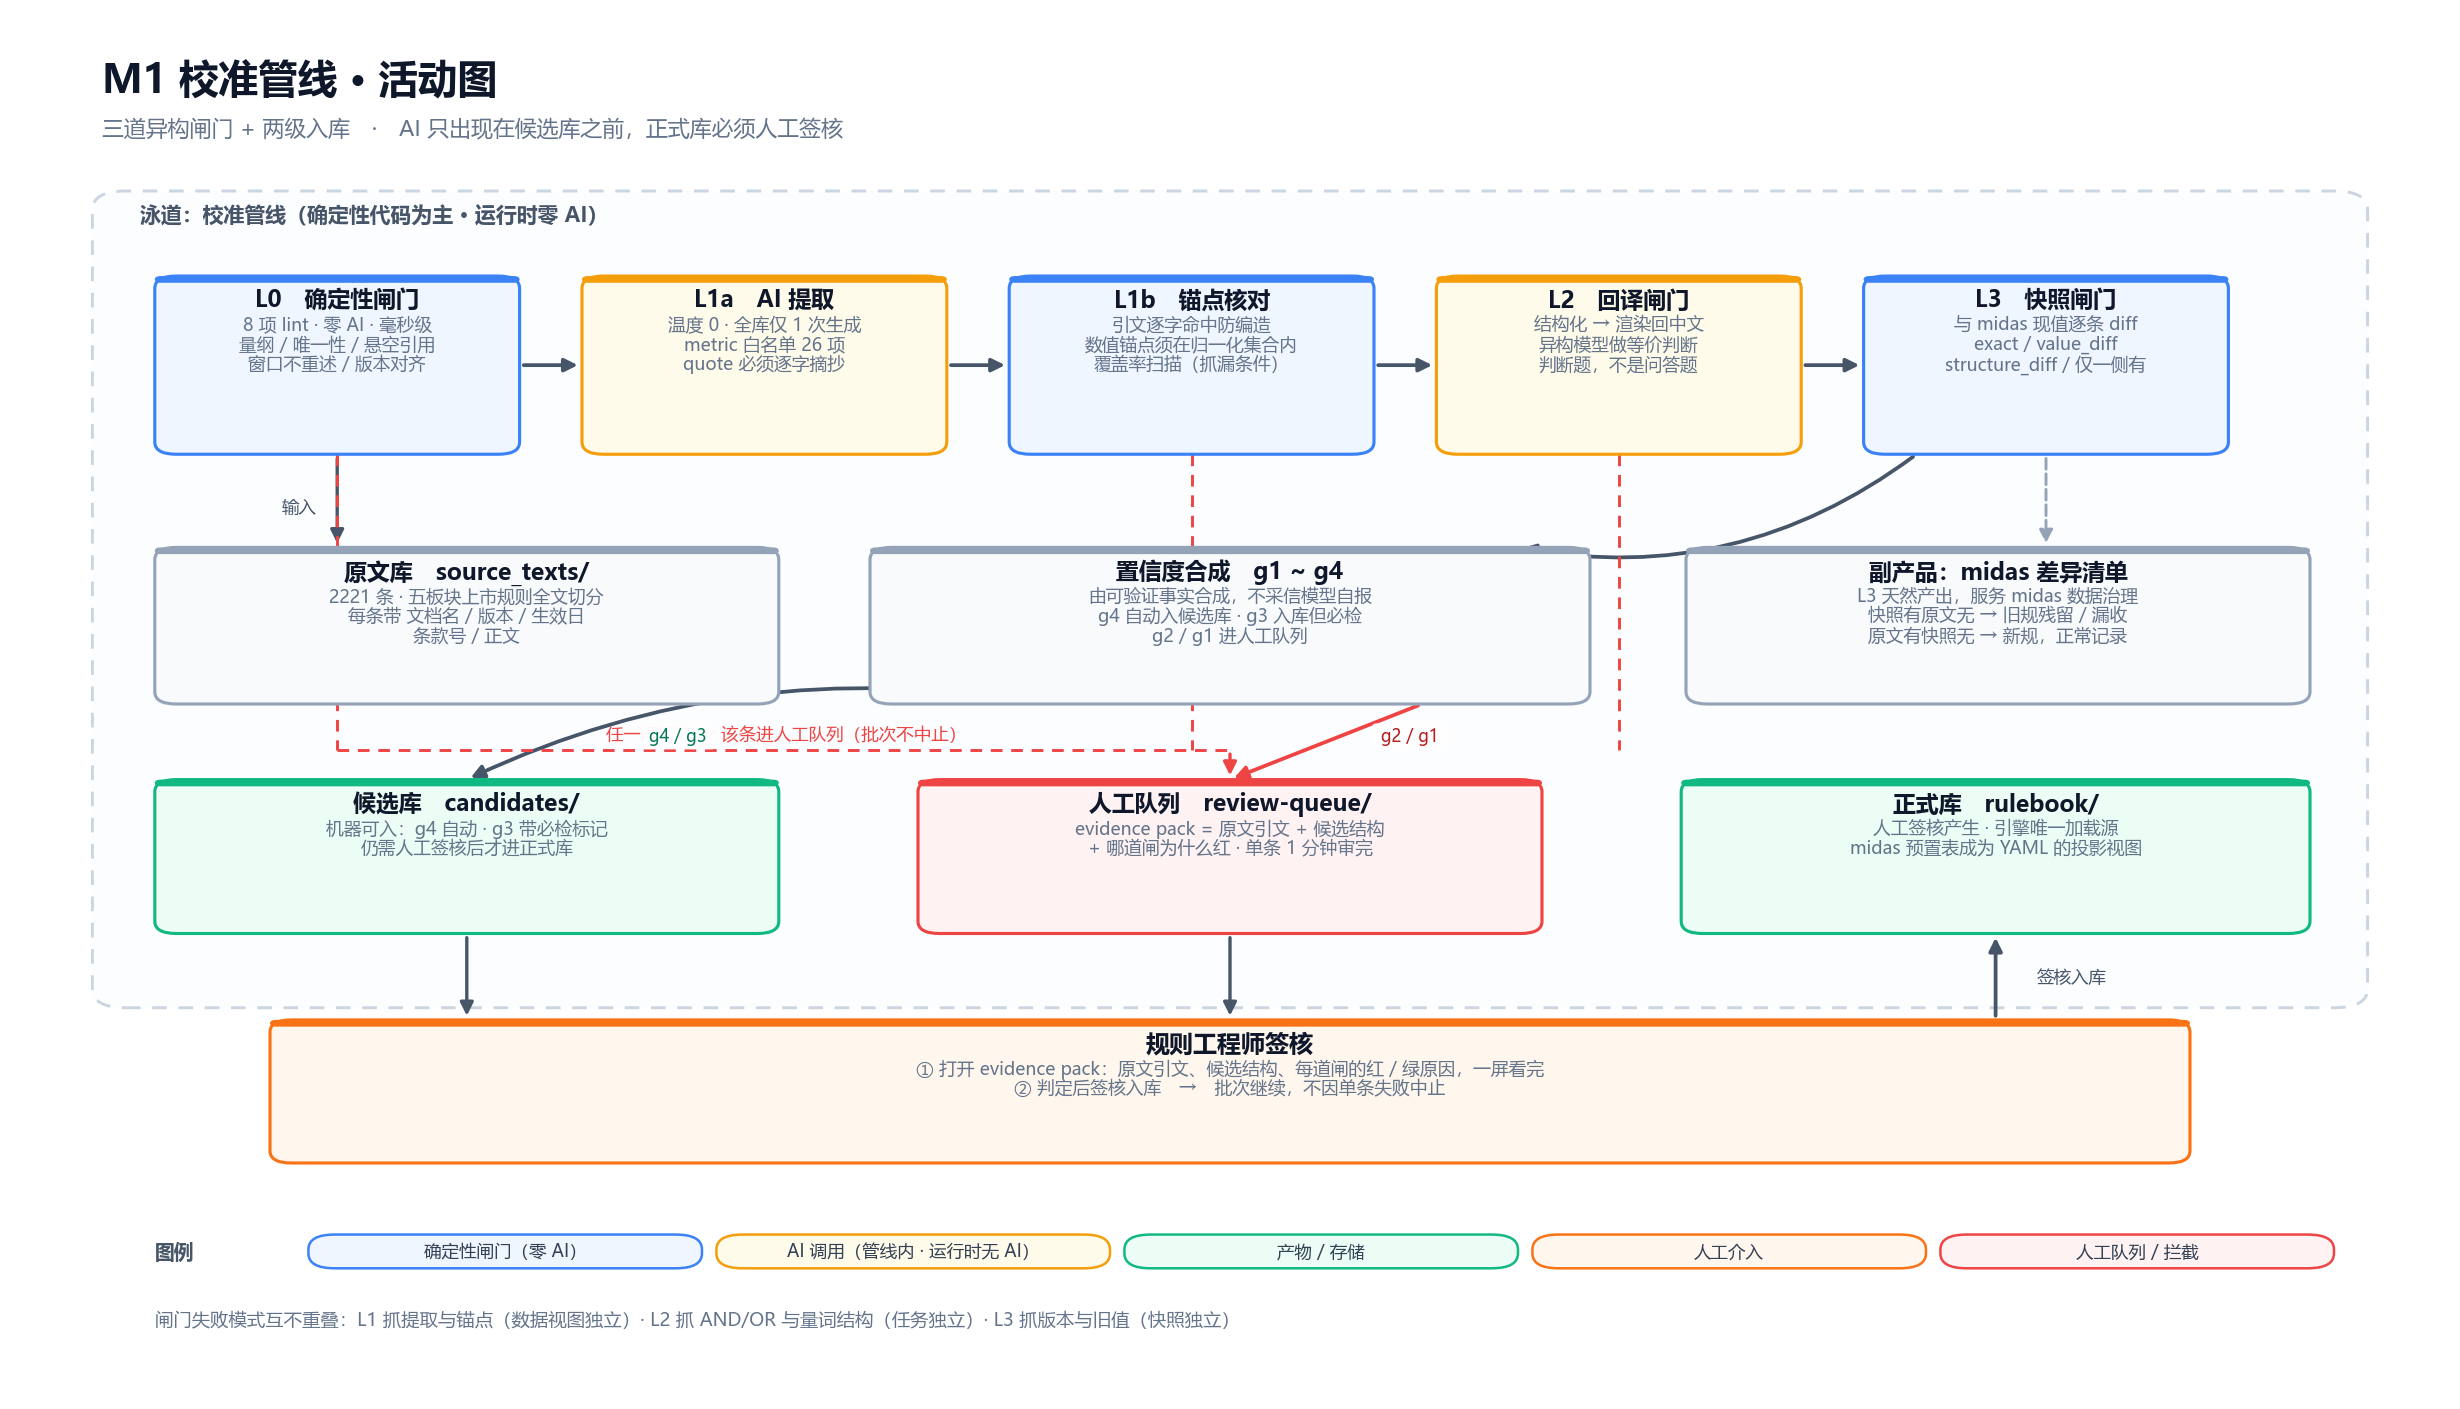 M1 校准管线 • 活动图
三道异构闸门 + 两级入库 · AI 只出现在候选库之前，正式库必须人工签核
泳道：校准管线（确定性代码为主 • 运行时零 AI）
L0 确定性闸门
8 项 lint · 零 AI · 毫秒级
量纲 / 唯一性 / 悬空引用
窗口不重述 / 版本对齐
L1a AI 提取
温度 0 · 全库仅 1 次生成
metric 白名单 26 项
quote 必须逐字摘抄
L1b 锚点核对
引文逐字命中防编造
数值锚点须在归一化集合内
覆盖率扫描（抓漏条件）
L2 回译闸门
结构化 → 渲染回中文
异构模型做等价判断
判断题，不是问答题
L3 快照闸门
与 midas 现值逐条 diff
exact / value_diff
structure_diff / 仅一侧有
输入
原文库 source_texts/
2221 条 · 五板块上市规则全文切分
每条带 文档名 / 版本 / 生效日
条款号 / 正文
置信度合成 g1 ~ g4
由可验证事实合成，不采信模型自报
g4 自动入候选库 · g3 入库但必检
g2 / g1 进人工队列
副产品：midas 差异清单
L3 天然产出，服务 midas 数据治理
快照有原文无 → 旧规残留 / 漏收
原文有快照无 → 新规，正常记录
任一 g4 / g3 该条进人工队列（批次不中止）
g2 / g1
候选库 candidates/
机器可入：g4 自动 · g3 带必检标记
仍需人工签核后才进正式库
人工队列 review-queue/
evidence pack = 原文引文 + 候选结构
+ 哪道闸为什么红 · 单条 1 分钟审完
正式库 rulebook/
人工签核产生 · 引擎唯一加载源
midas 预置表成为 YAML 的投影视图
签核入库
规则工程师签核
① 打开 evidence pack：原文引文、候选结构、每道闸的红 / 绿原因，一屏看完
② 判定后签核入库 → 批次继续，不因单条失败中止
图例
确定性闸门（零 AI）
AI 调用（管线内 · 运行时无 AI）
产物 / 存储
人工介入
人工队列 / 拦截
闸门失败模式互不重叠：L1 抓提取与锚点（数据视图独立）· L2 抓 AND/OR 与量词结构（任务独立）· L3 抓版本与旧值（快照独立）